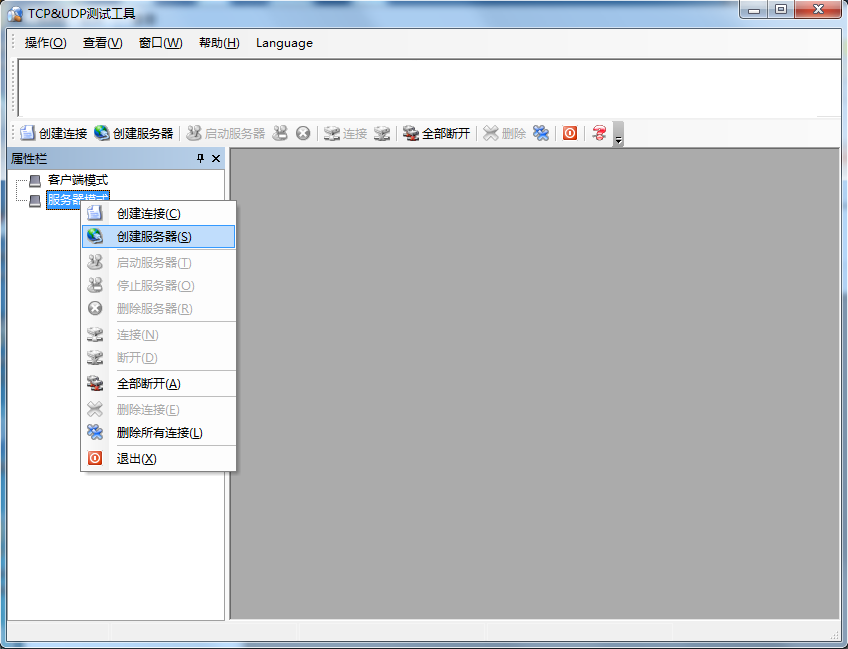 TCP&UDP测试工具
操作(O) 查看(V) 窗口(W) 帮助(H) Language
创建连接 创建服务器 启动服务器 连接 全部断开 删除
属性栏
客户端模式
服务器模式
创建连接(C)
创建服务器(S)
启动服务器(T)
停止服务器(O)
删除服务器(R)
连接(N)
断开(D)
全部断开(A)
删除连接(E)
删除所有连接(L)
退出(X)